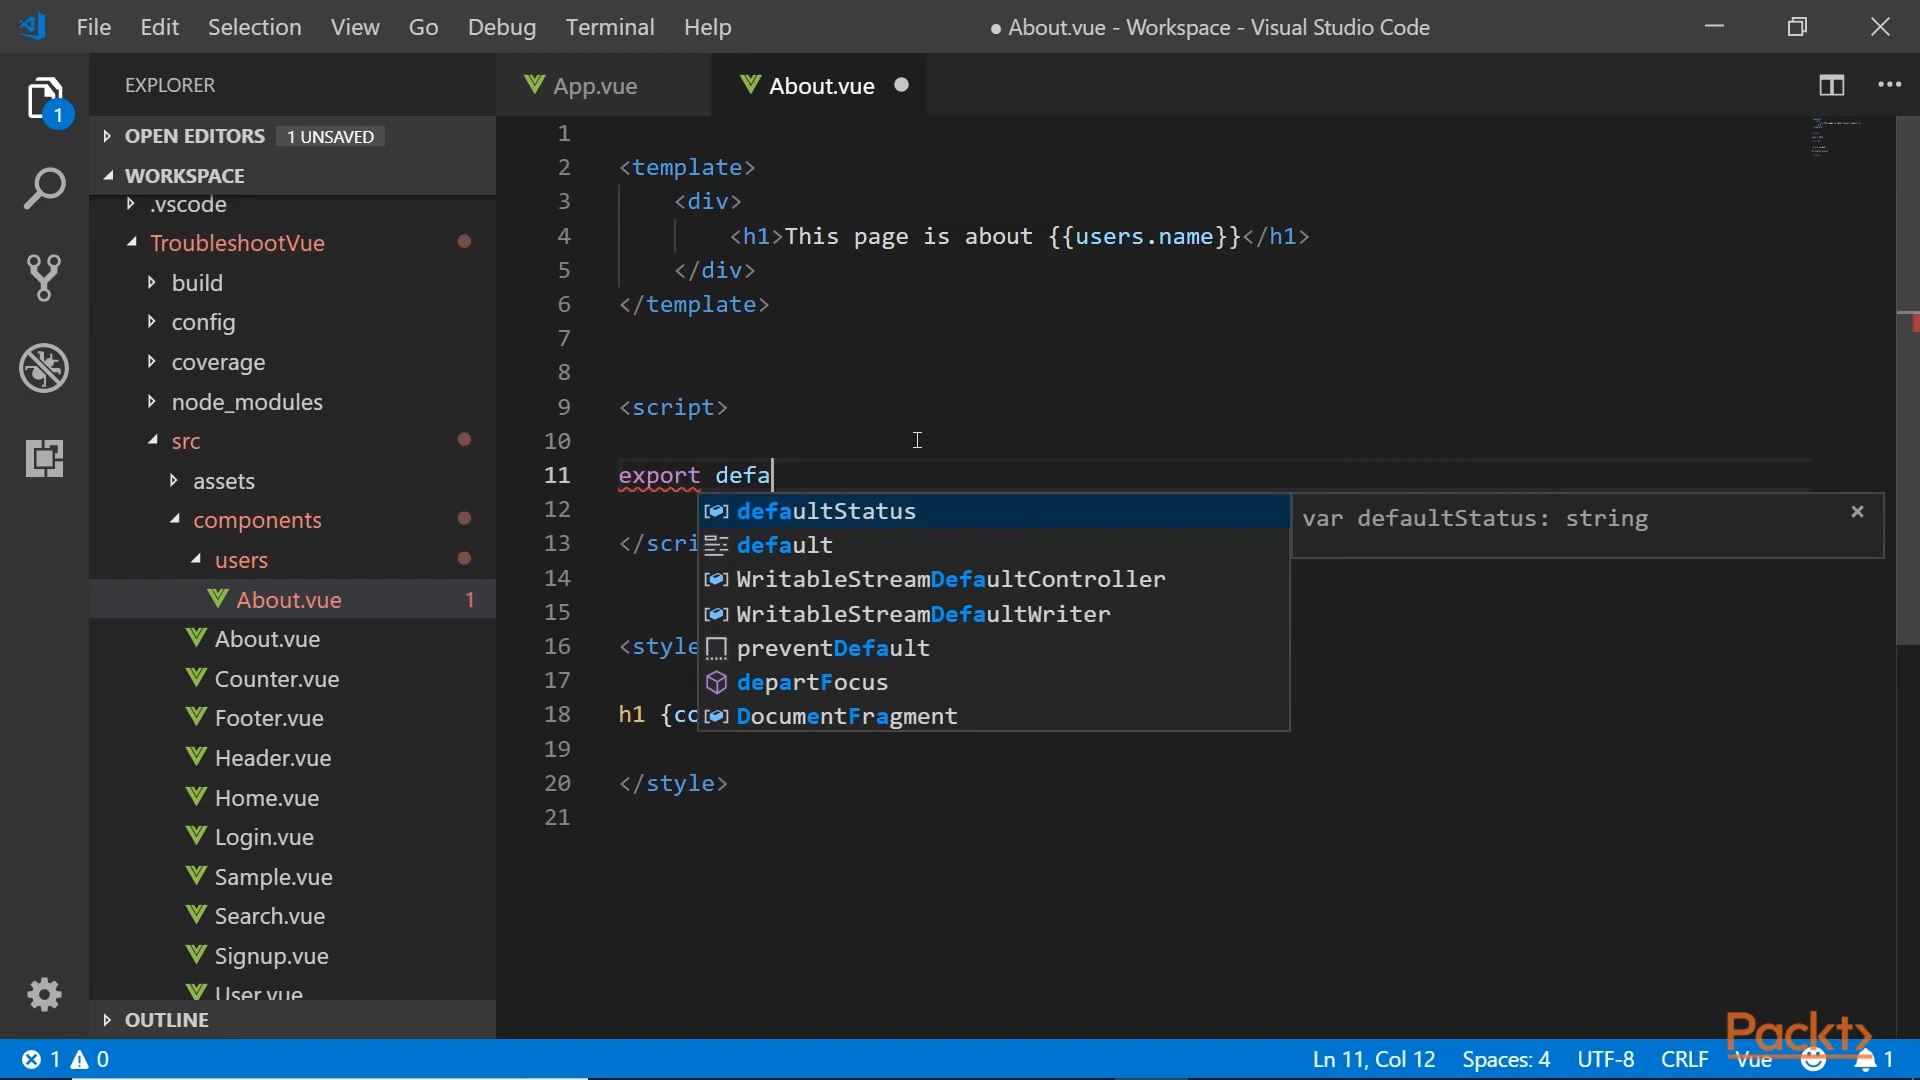 File Edit Selection View Go Debug Terminal Help
● About.vue - Workspace - Visual Studio Code
EXPLORER
1
OPEN EDITORS 1 UNSAVED
WORKSPACE
.vscode
TroubleshootVue
build
config
coverage
node_modules
src
assets
components
users
About.vue 1
About.vue
Counter.vue
Footer.vue
Header.vue
Home.vue
Login.vue
Sample.vue
Search.vue
Signup.vue
User.vue
OUTLINE
App.vue
About.vue
1
2 <template>
3 <div>
4 <h1>This page is about {{users.name}}</h1>
5 </div>
6 </template>
7
8
9 <script>
10
11 export defa
12
13 </scri
14
15
16 <style
17
18 h1 {co
19
20 </style>
21
defaultStatus
default
WritableStreamDefaultController
WritableStreamDefaultWriter
preventDefault
departFocus
DocumentFragment
var defaultStatus: string
Packt>
1 0
Ln 11, Col 12 Spaces: 4 UTF-8 CRLF Vue 1